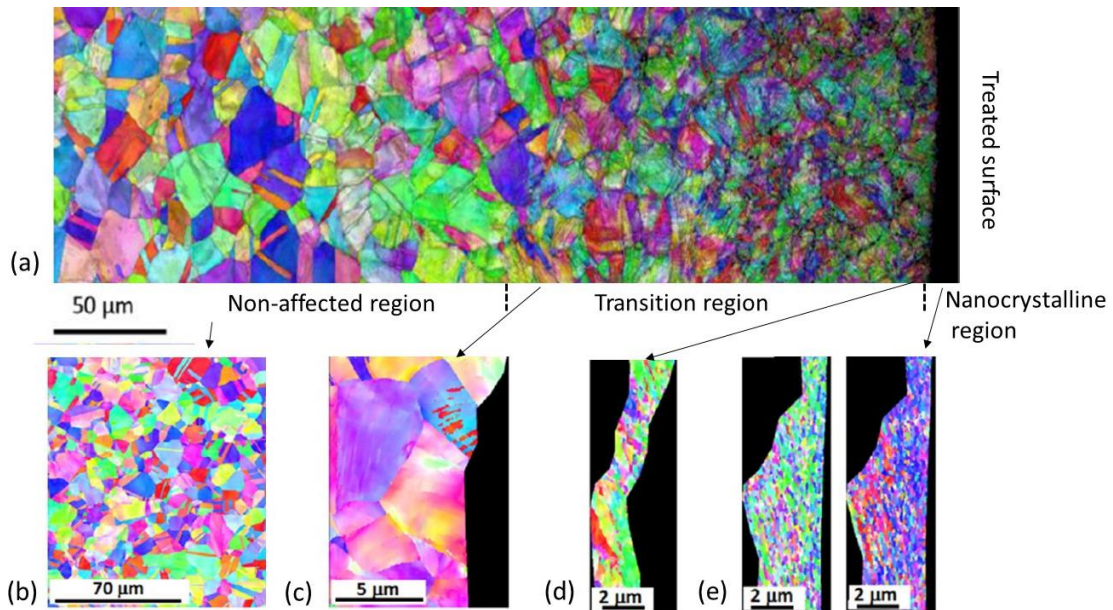 Treated surface
(a)
50 μm
Non-affected region
Transition region
Nanocrystalline
region
(b)
70 μm
(c)
5 μm
(d)
2 μm
(e)
2 μm
2 μm